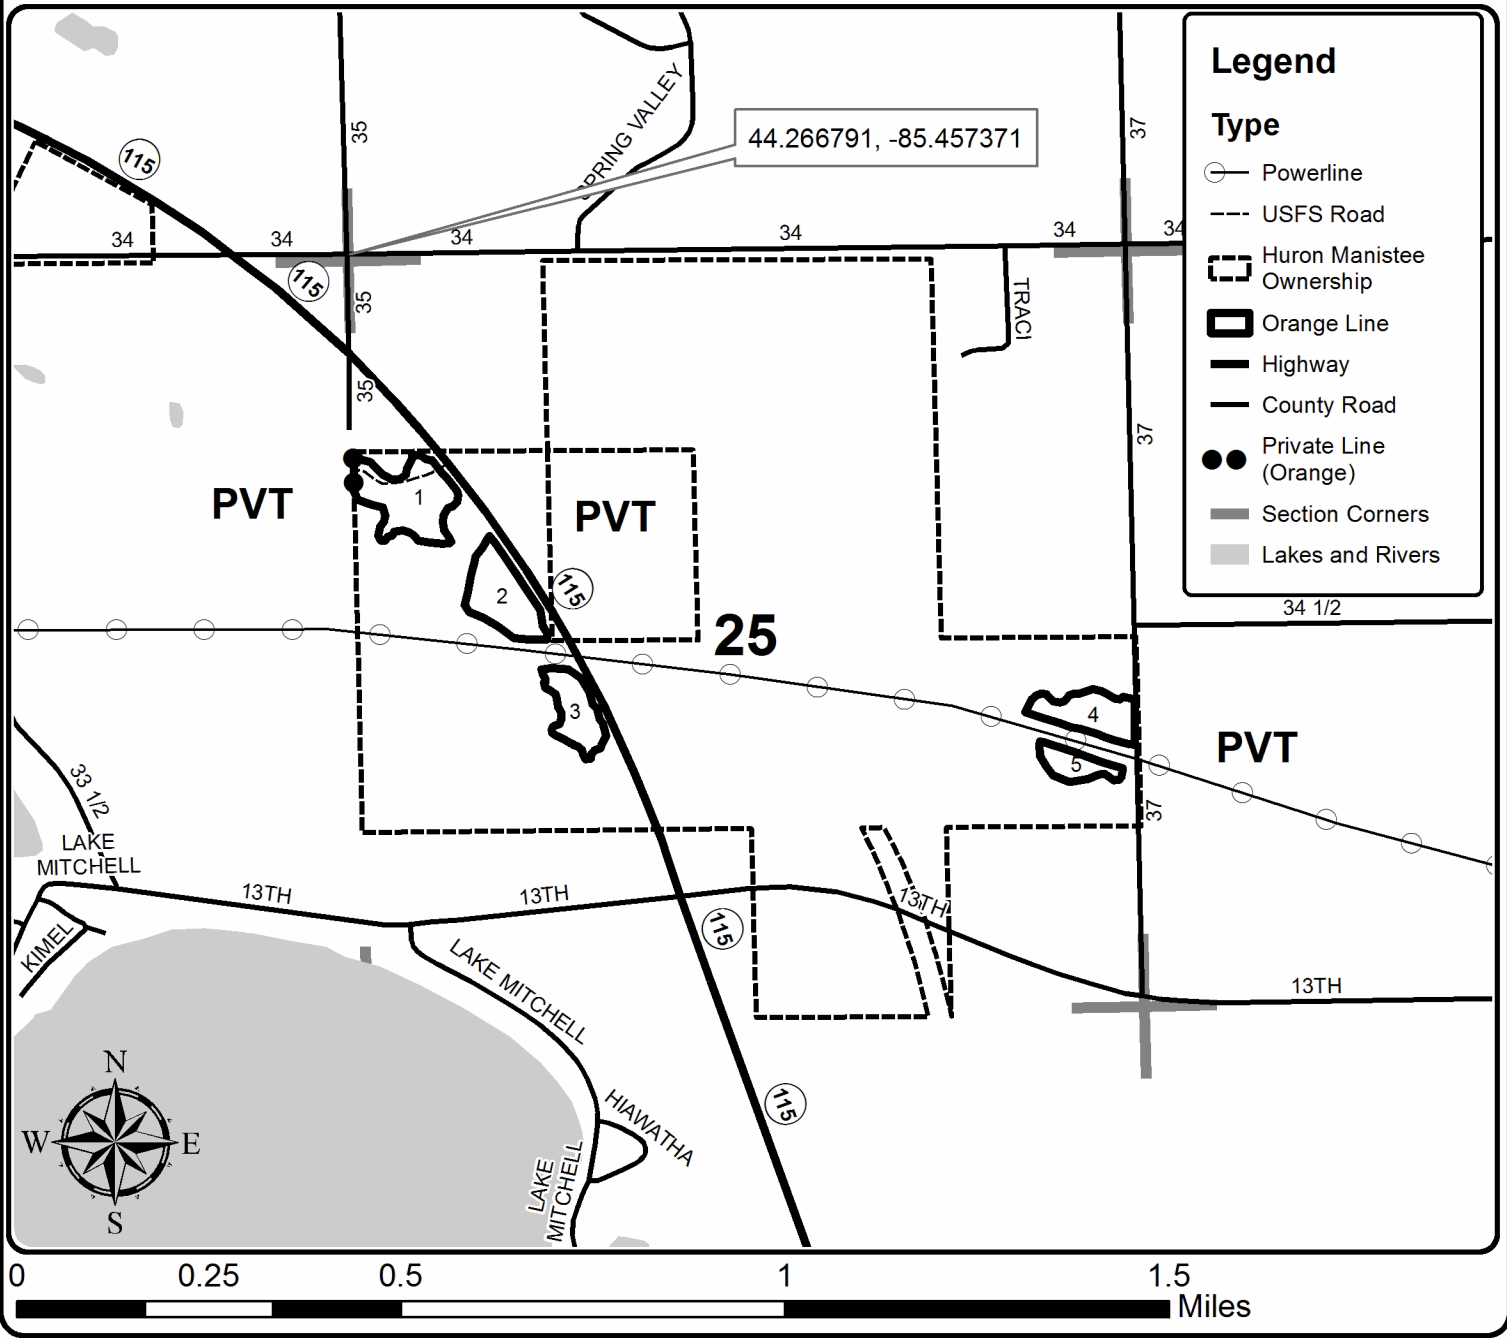 Legend
Type
Powerline
USFS Road
Huron Manistee
Ownership
Orange Line
Highway
County Road
Private Line
(Orange)
Section Corners
Lakes and Rivers
35
SPRING VALLEY
44.266791, -85.457371
37
115
34
34
34
34
34
34
115
35
TRACI
35
37
PVT
1
PVT
2
115
25
34 1/2
3
4
5
PVT
33 1/2
37
LAKE
MITCHELL
13TH
13TH
13TH
115
KIMEL
LAKE MITCHELL
13TH
N
W
E
S
115
HIAWATHA
LAKE
MITCHELL
0
0.25
0.5
1
1.5
Miles